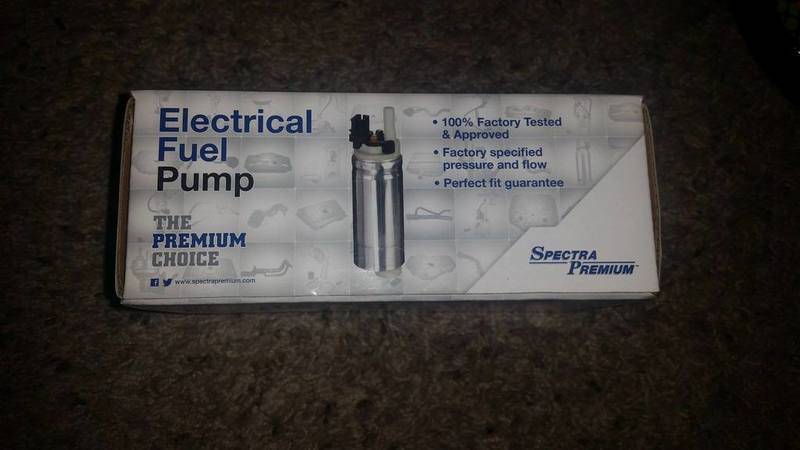 Electrical
Fuel
Pump
THE
PREMIUM
CHOICE
www.spectrapremium.com
• 100% Factory Tested
& Approved
• Factory specified
pressure and flow
• Perfect fit guarantee
SPECTRA
PREMIUM™